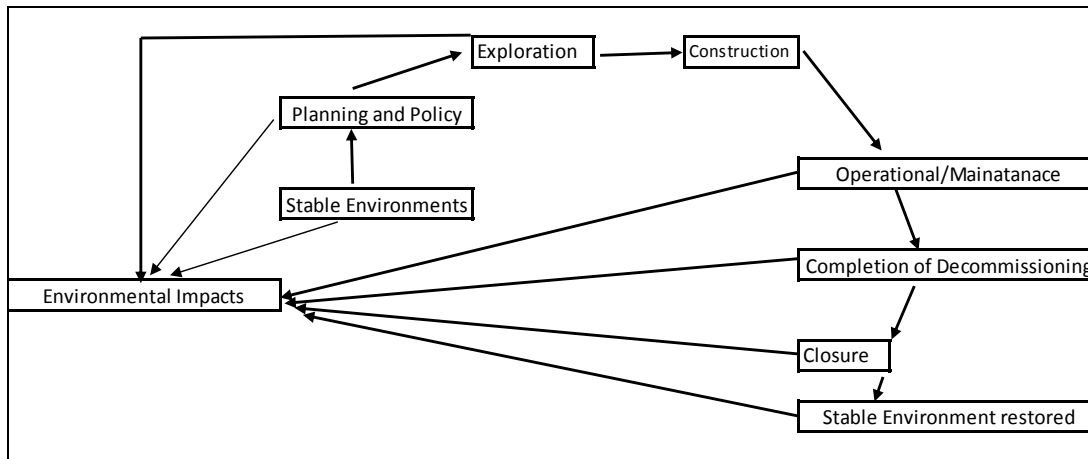 Exploration
Construction
Planning and Policy
Operational/Mainatanace
Stable Environments
Completion of Decommissioning
Environmental Impacts
Closure
Stable Environment restored